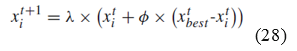 x_i^{t+1} = λ × (x_i^t + ϕ × (x_{best}^t-x_i^t))
(28)